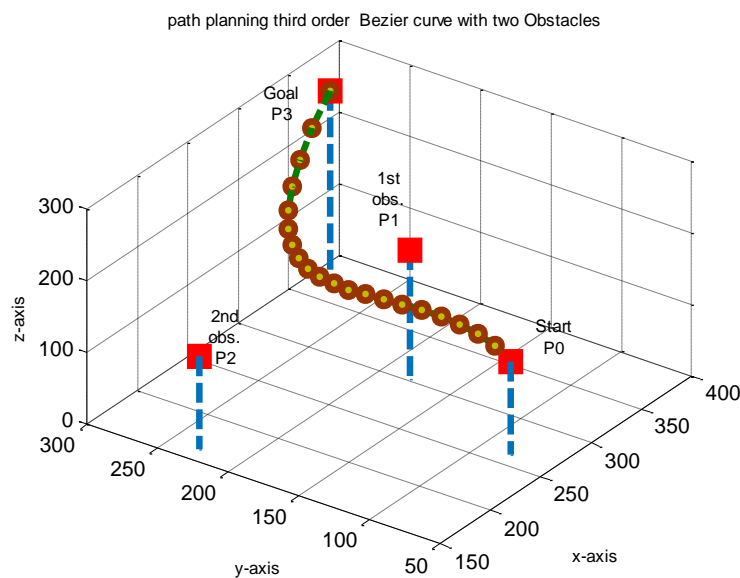 path planning third order  Bezier curve with two Obstacles
Goal
P3
1st
obs.
P1
2nd
obs.
P2
Start
P0
300
200
100
0
z-axis
300
250
200
150
100
50
y-axis
150
200
250
300
350
400
x-axis